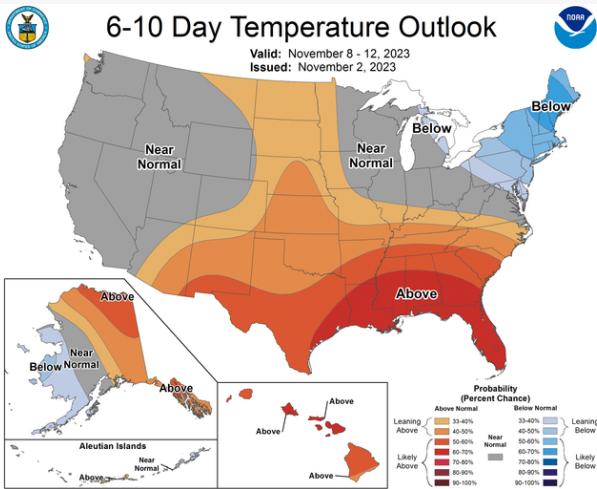 6-10 Day Temperature Outlook
Valid: November 8 - 12, 2023
Issued: November 2, 2023
NOAA
Near
Normal
Near
Normal
Below
Below
Above
Above
Near
Normal
Below
Above
Aleutian Islands
Near
Normal
Above
Above
Above
Above
Probability
(Percent Chance)
Above Normal
Below Normal
Leaning
Above
33-40%
40-50%
50-60%
Likely
Above
60-70%
70-80%
80-90%
90-100%
Near
Normal
33-40%
40-50%
50-60%
60-70%
70-80%
80-90%
90-100%
Leaning
Below
Likely
Below